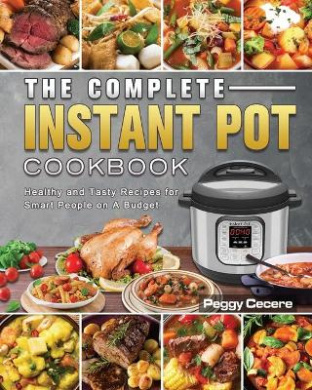 THE COMPLETE
INSTANT POT
COOKBOOK
Healthy and Tasty Recipes for
Smart People on A Budget
Peggy Cecere